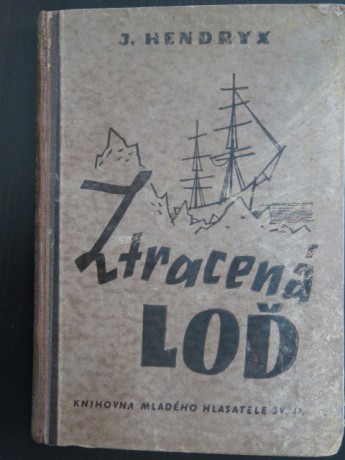 J. HENDRYX
Ztracená
LOĎ
KNIHOVNA MLADÉHO HLASATELE SV.